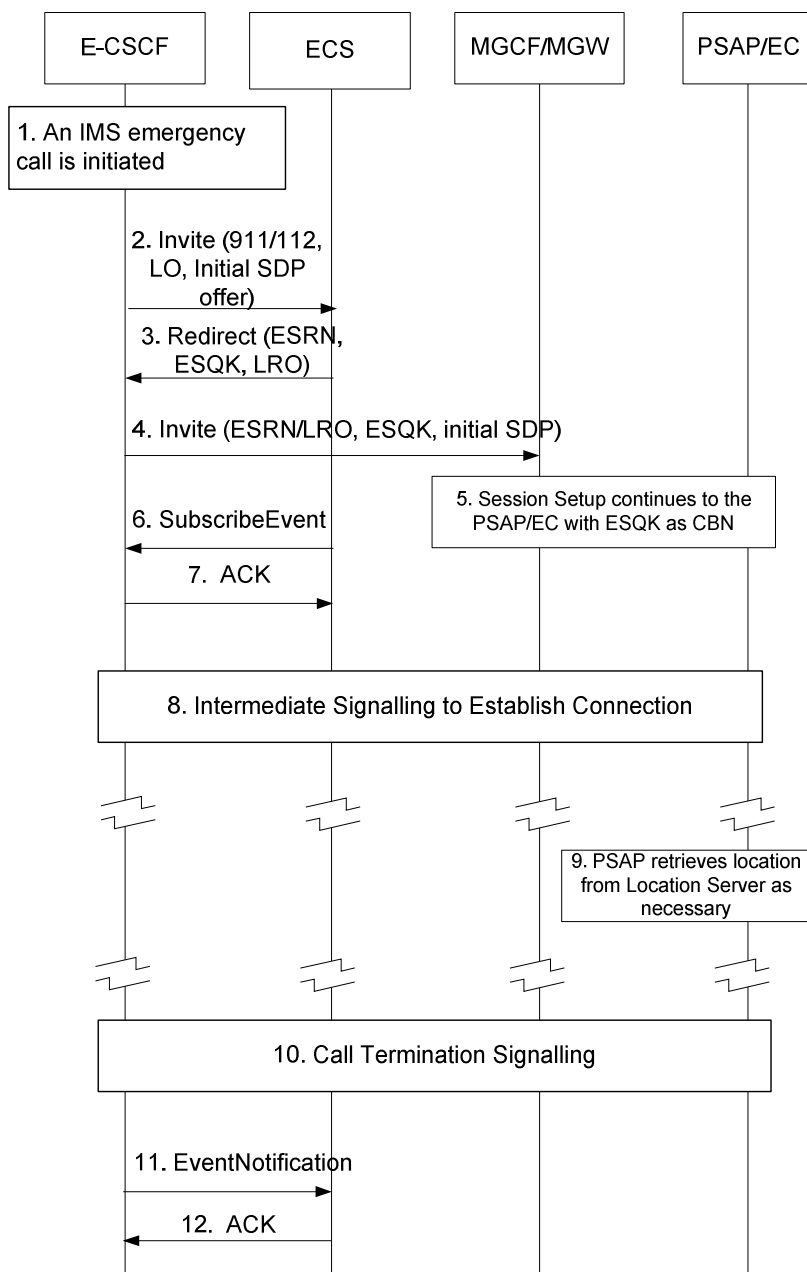 E-CSCF
ECS
MGCF/MGW
PSAP/EC
1. An IMS emergency
call is initiated
2. Invite (911/112,
LO, Initial SDP
offer)
3. Redirect (ESRN,
ESQK, LRO)
4. Invite (ESRN/LRO, ESQK, initial SDP)
5. Session Setup continues to the
PSAP/EC with ESQK as CBN
6. SubscribeEvent
7. ACK
8. Intermediate Signalling to Establish Connection
9. PSAP retrieves location
from Location Server as
necessary
10. Call Termination Signalling
11. EventNotification
12. ACK